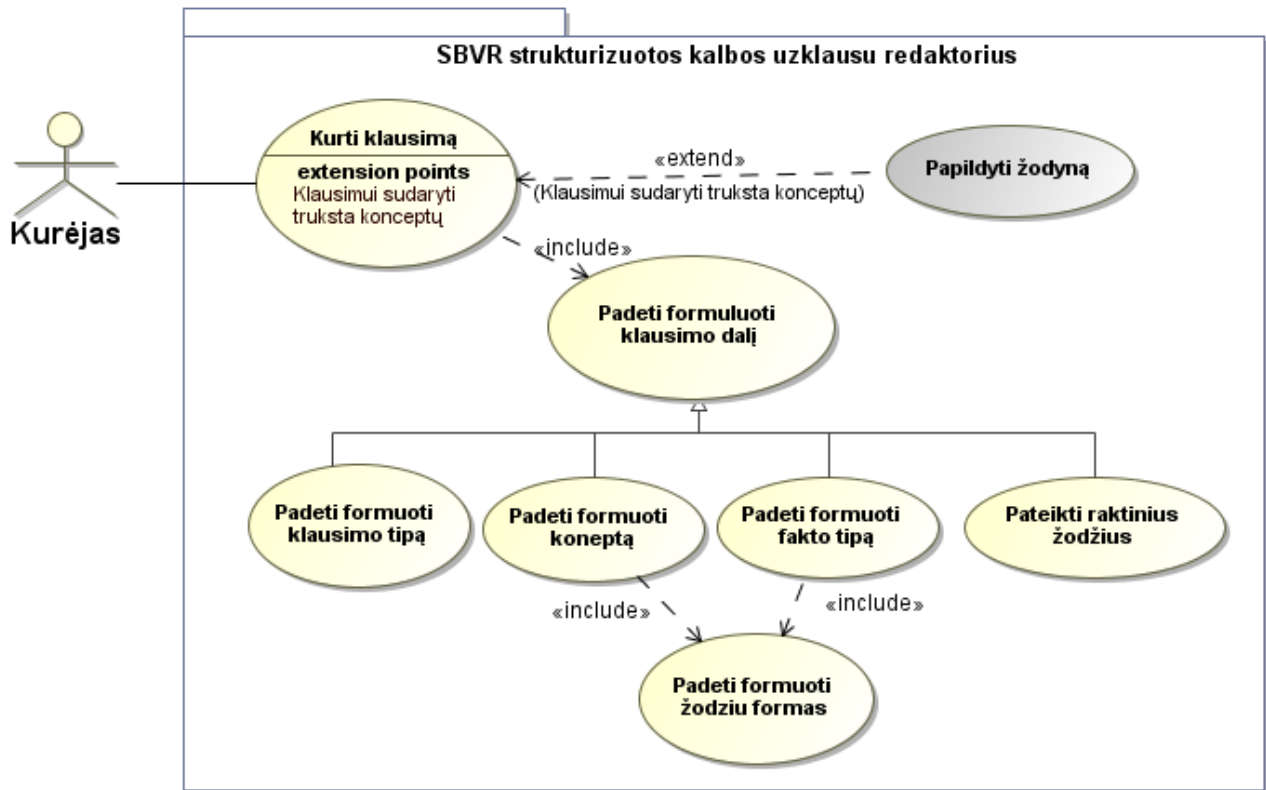 SBVR strukturizuotos kalbos uzklausu redaktorius
Kurėjas
Kurti klausimą
extension points
Klausimui sudaryti
truksta konceptų
«extend»
(Klausimui sudaryti truksta konceptų)
Papildyti žodyną
«include»
Padeti formuluoti
klausimo dalį
Padeti formuoti
klausimo tipą
Padeti formuoti
koneptą
Padeti formuoti
fakto tipą
Pateikti raktinius
žodžius
«include»
«include»
Padeti formuoti
žodziu formas